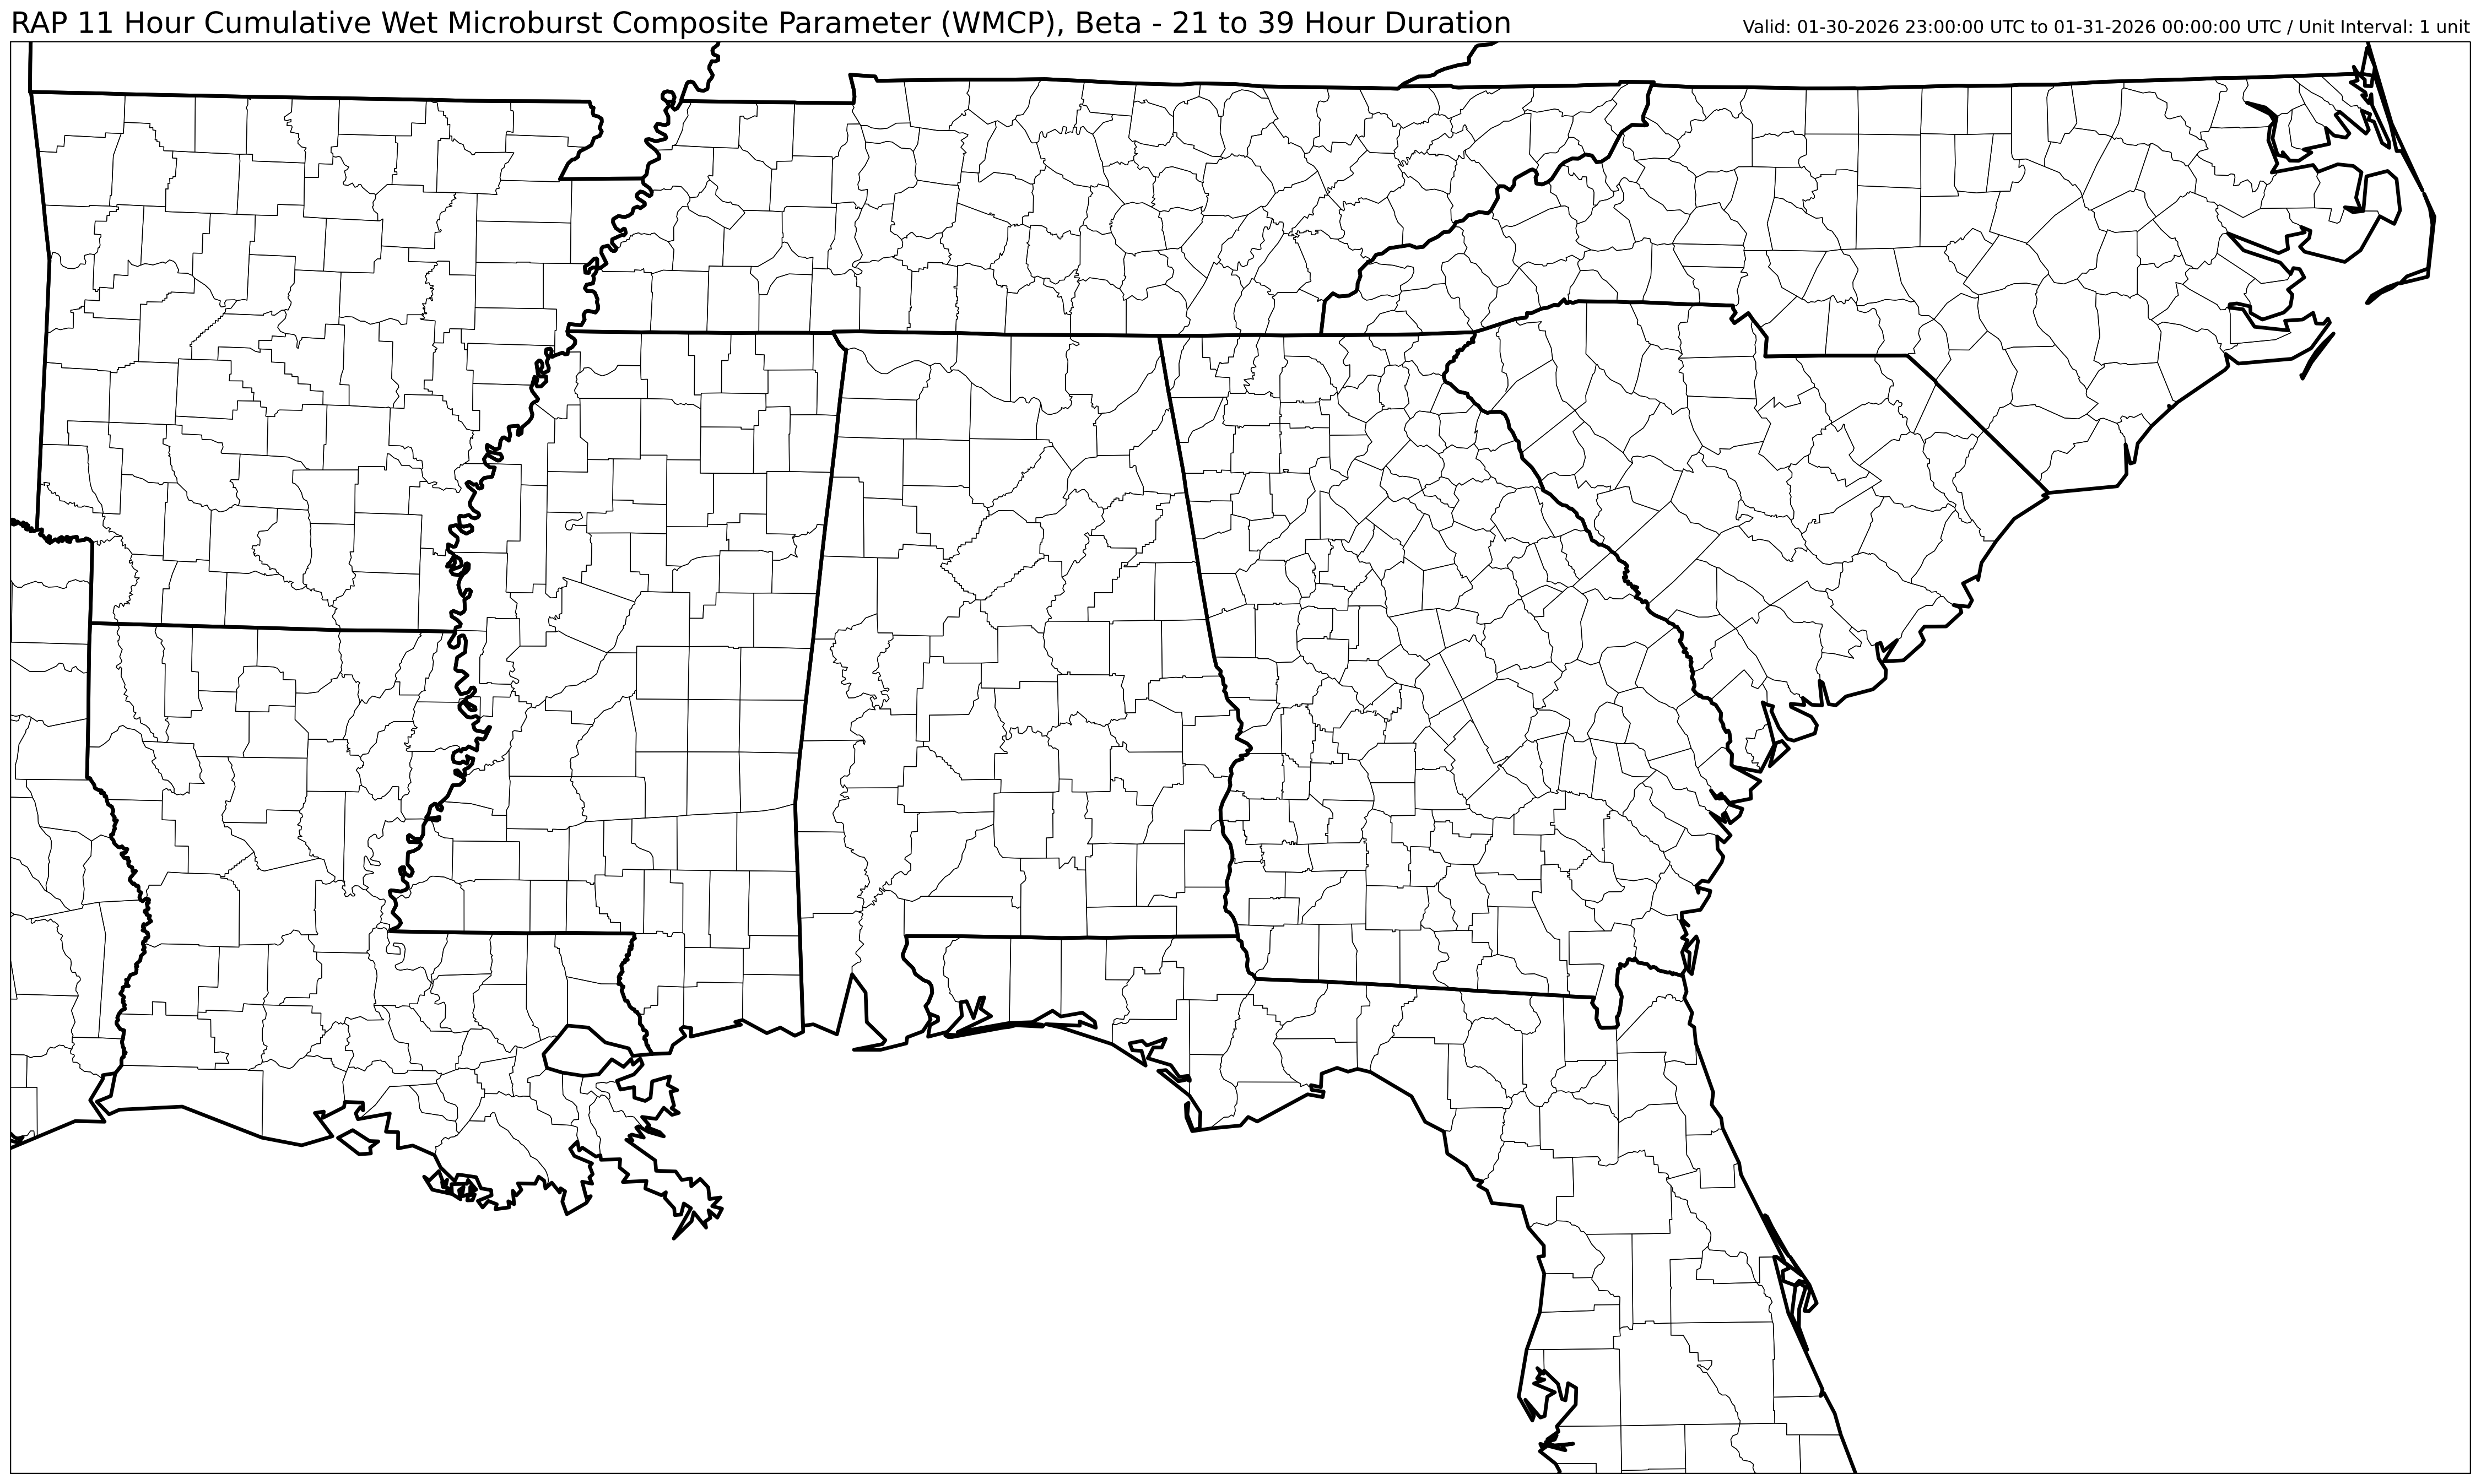 RAP 11 Hour Cumulative Wet Microburst Composite Parameter (WMCP), Beta - 21 to 39 Hour Duration
Valid: 01-30-2026 23:00:00 UTC to 01-31-2026 00:00:00 UTC / Unit Interval: 1 unit